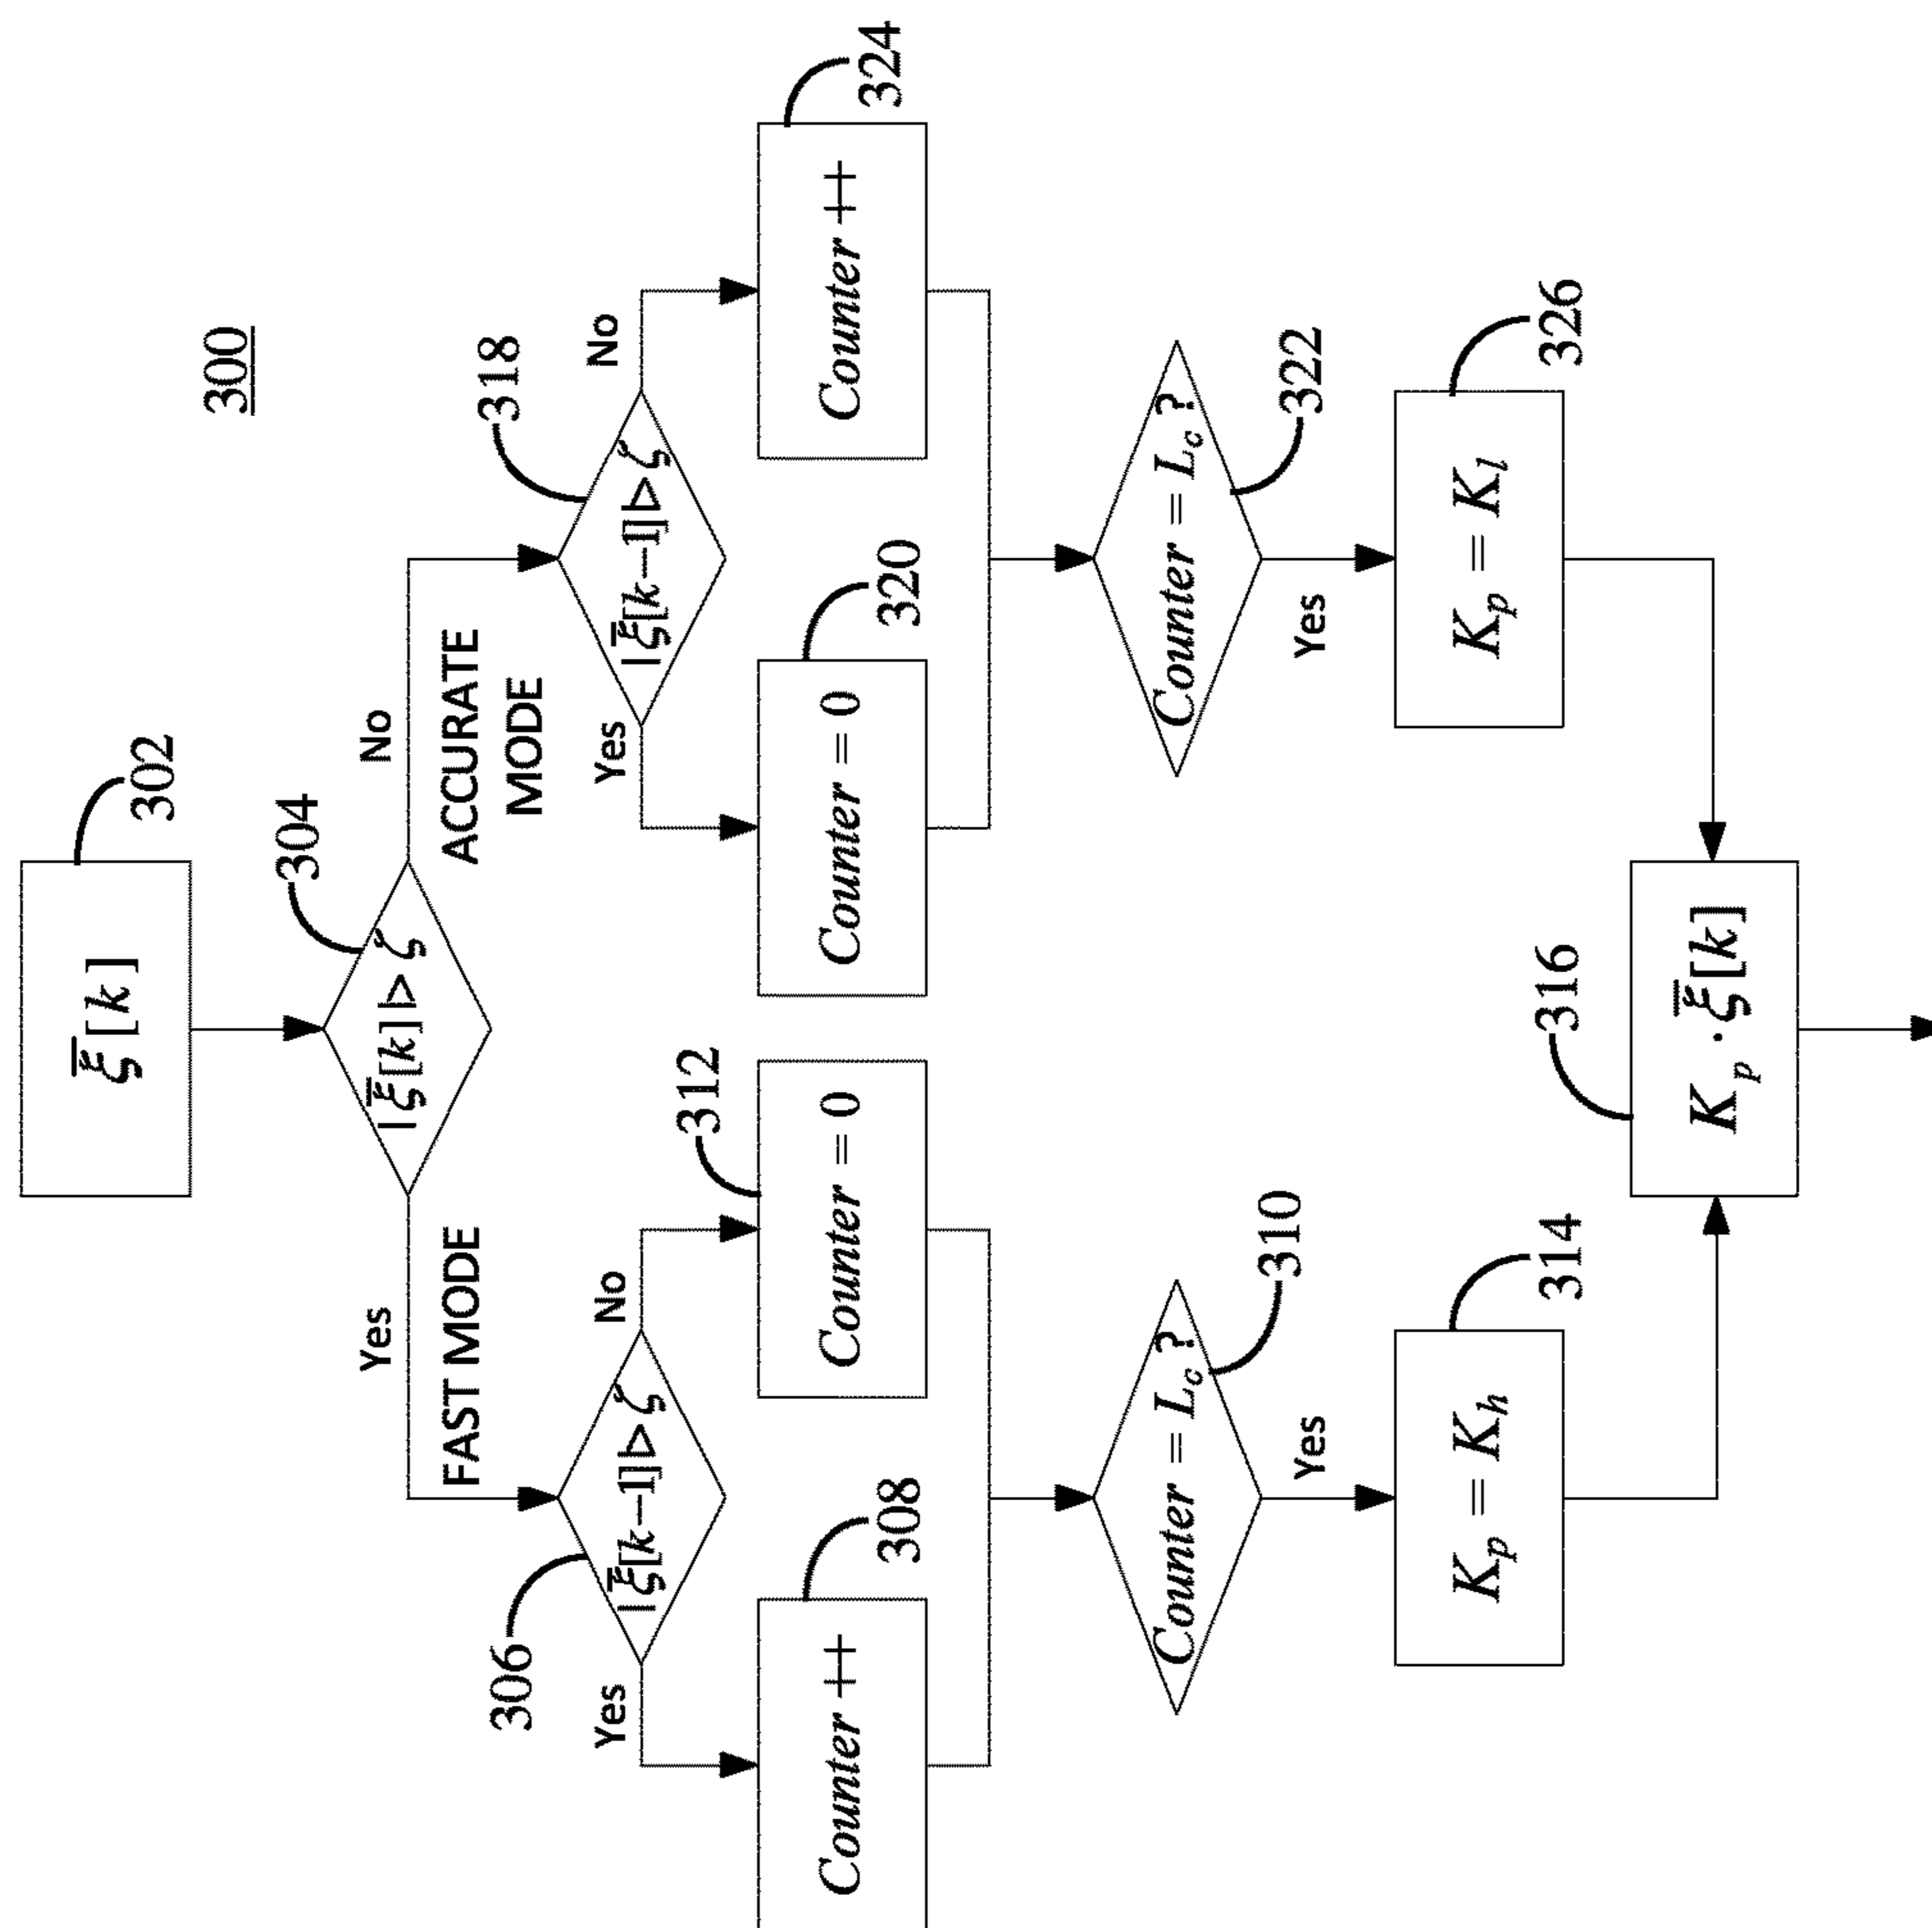 300
302
ξ̅[k]
304
|ξ̅[k]|> ζ
Yes
No
FAST MODE
ACCURATE
MODE
306
|ξ̅[k−1]|> ζ
318
|ξ̅[k−1]|> ζ
Yes
No
Yes
No
308
Counter ++
312
Counter = 0
320
Counter = 0
324
Counter ++
310
Counter = L_c ?
322
Counter = L_c ?
Yes
Yes
314
K_p = K_h
326
K_p = K_l
316
K_p · ξ̅[k]